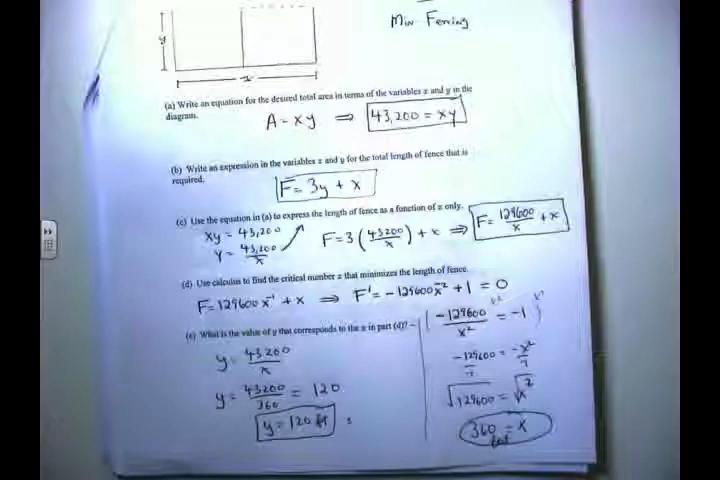 Min Fencing
y
x
(a) Write an equation for the desired total area in terms of the variables x and y in the
diagram.
A = xy ⇒ 43,200 = xy
(b) Write an expression in the variables x and y for the total length of fence that is
required.
F = 3y + x
(c) Use the equation in (a) to express the length of fence as a function of x only.
xy = 43,200
y = 43,200/x
F = 3(43200/x) + x ⇒ F = 129600/x + x
(d) Use calculus to find the critical number x that minimizes the length of fence.
F = 129600x⁻¹ + x ⇒ F' = -129600x⁻² + 1 = 0
(e) What is the value of y that corresponds to the x in part (d)?
y = 43200/x
y = 43200/360 = 120
y = 120 ft
-129600/x² = -1
-129600 = -x²
√129600 = √x²
360 = x
feet